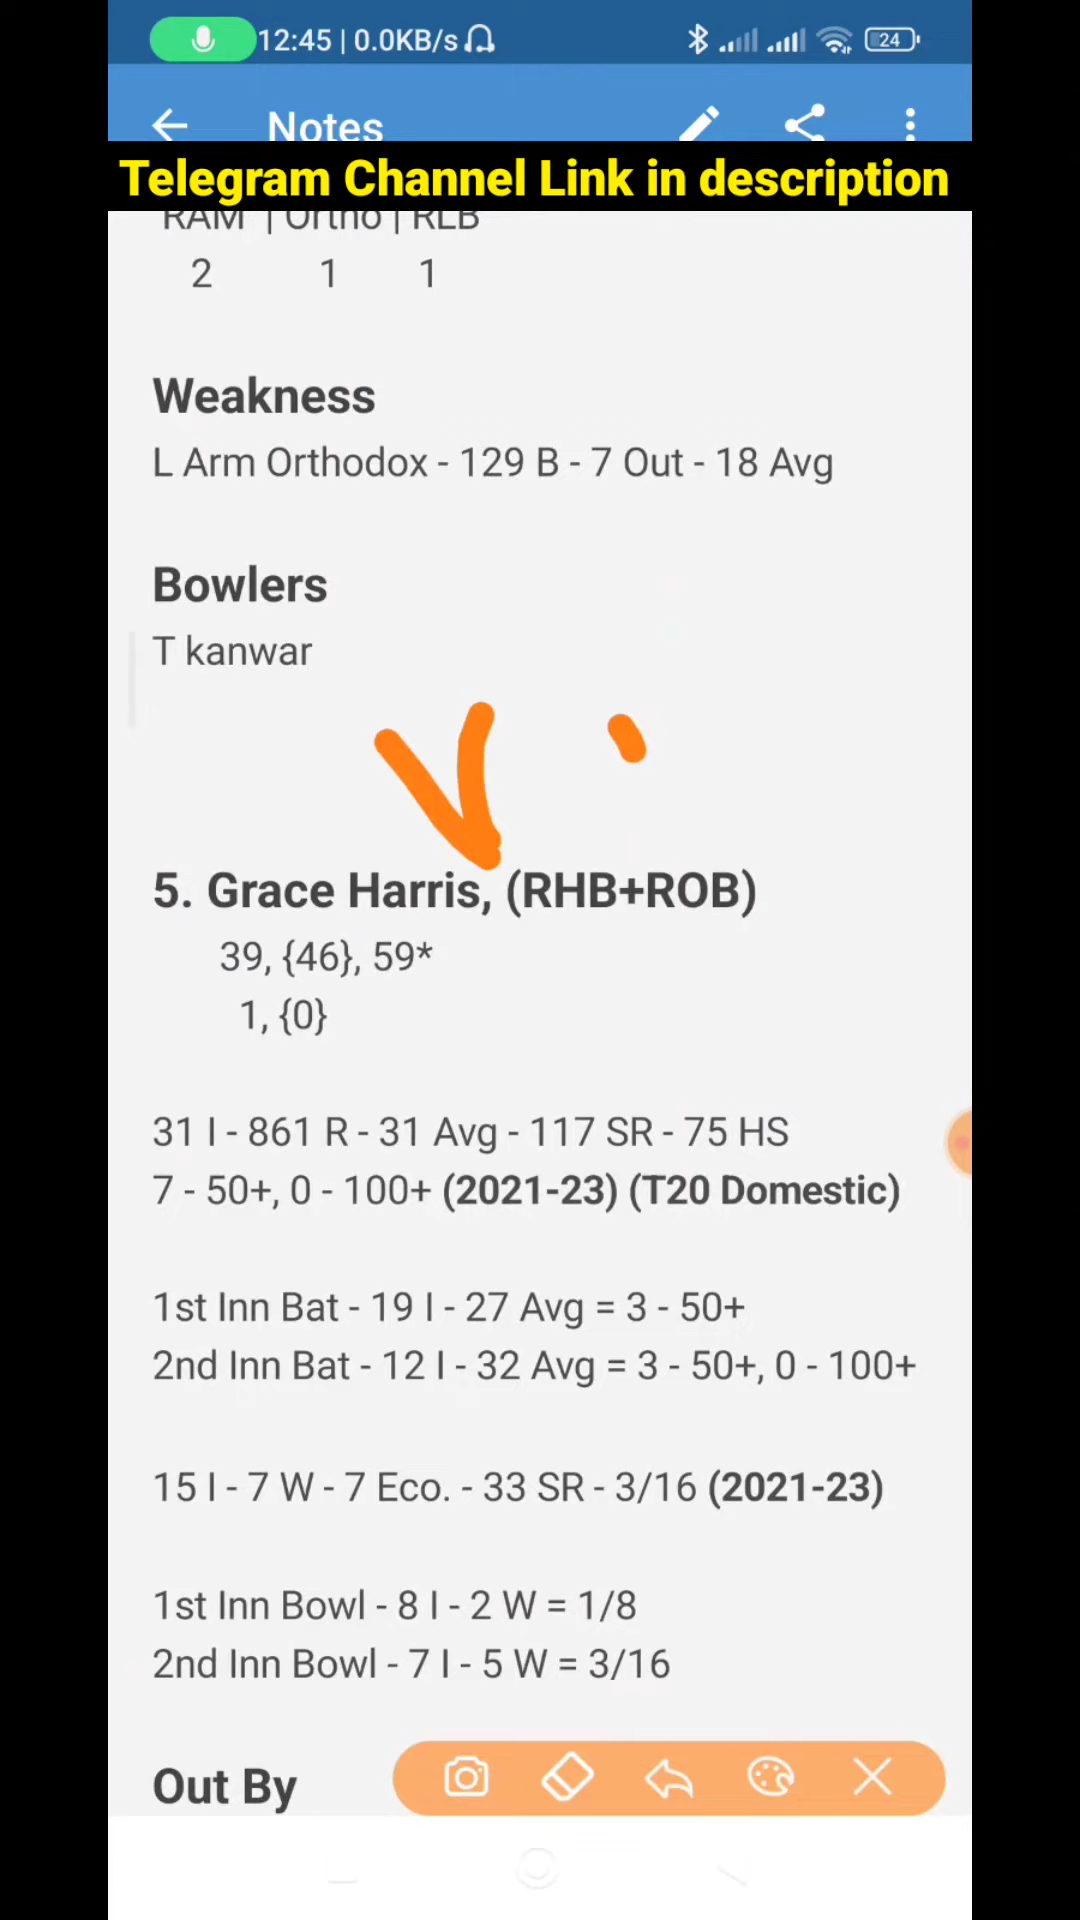 12:45 | 0.0KB/s 24
Notes
Telegram Channel Link in description
RAM | Ortho | RLB
2 1 1
Weakness
L Arm Orthodox - 129 B - 7 Out - 18 Avg
Bowlers
T kanwar
5. Grace Harris, (RHB+ROB)
39, {46}, 59*
1, {0}
31 I - 861 R - 31 Avg - 117 SR - 75 HS
7 - 50+, 0 - 100+ (2021-23) (T20 Domestic)
1st Inn Bat - 19 I - 27 Avg = 3 - 50+
2nd Inn Bat - 12 I - 32 Avg = 3 - 50+, 0 - 100+
15 I - 7 W - 7 Eco. - 33 SR - 3/16 (2021-23)
1st Inn Bowl - 8 I - 2 W = 1/8
2nd Inn Bowl - 7 I - 5 W = 3/16
Out By